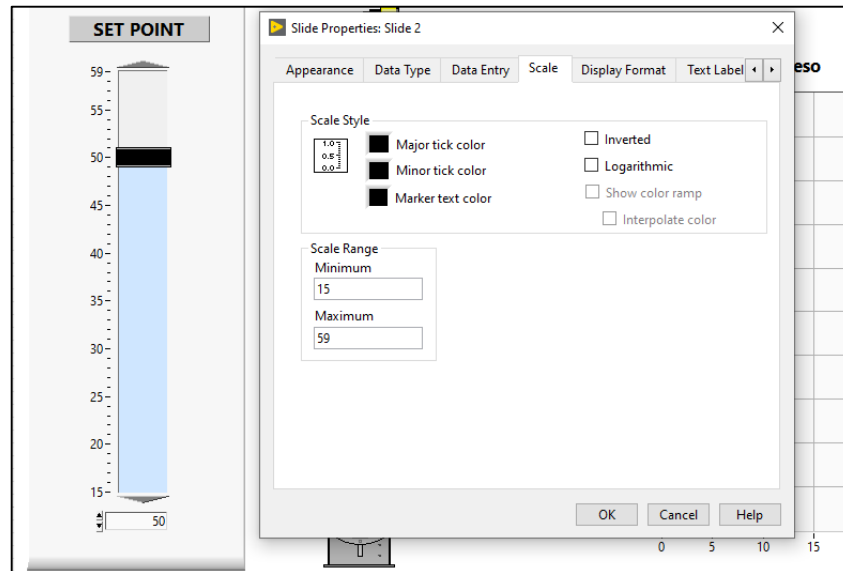 SET POINT
59
55
50
45
40
35
30
25
20
15
50
Slide Properties: Slide 2
Appearance Data Type Data Entry Scale Display Format Text Label
eso
Scale Style
1.0
0.5
0.0
Major tick color
Minor tick color
Marker text color
Inverted
Logarithmic
Show color ramp
Interpolate color
Scale Range
Minimum
15
Maximum
59
OK Cancel Help
0 5 10 15